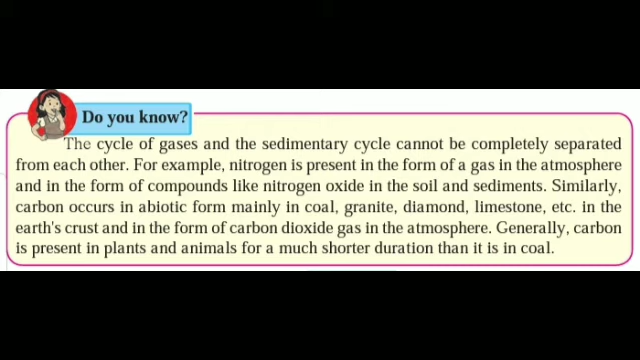 Do you know?
The cycle of gases and the sedimentary cycle cannot be completely separated
from each other. For example, nitrogen is present in the form of a gas in the atmosphere
and in the form of compounds like nitrogen oxide in the soil and sediments. Similarly,
carbon occurs in abiotic form mainly in coal, granite, diamond, limestone, etc. in the
earth's crust and in the form of carbon dioxide gas in the atmosphere. Generally, carbon
is present in plants and animals for a much shorter duration than it is in coal.